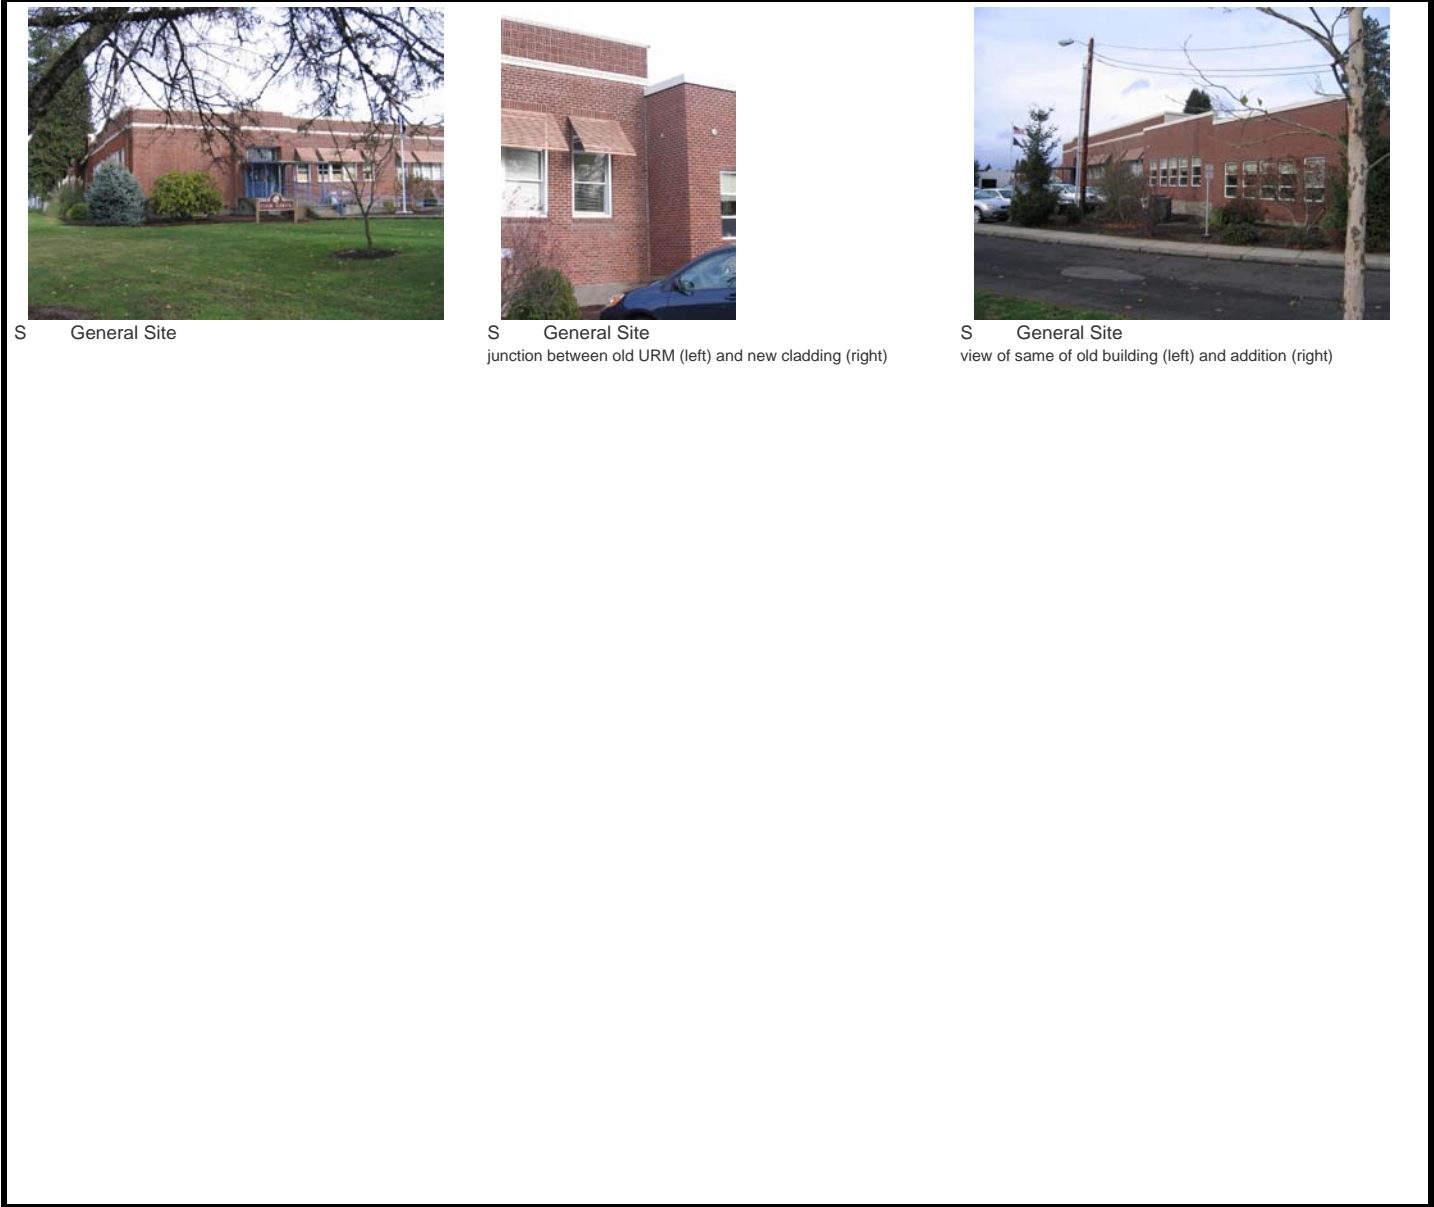 S General Site
S General Site
junction between old URM (left) and new cladding (right)
S General Site
view of same of old building (left) and addition (right)